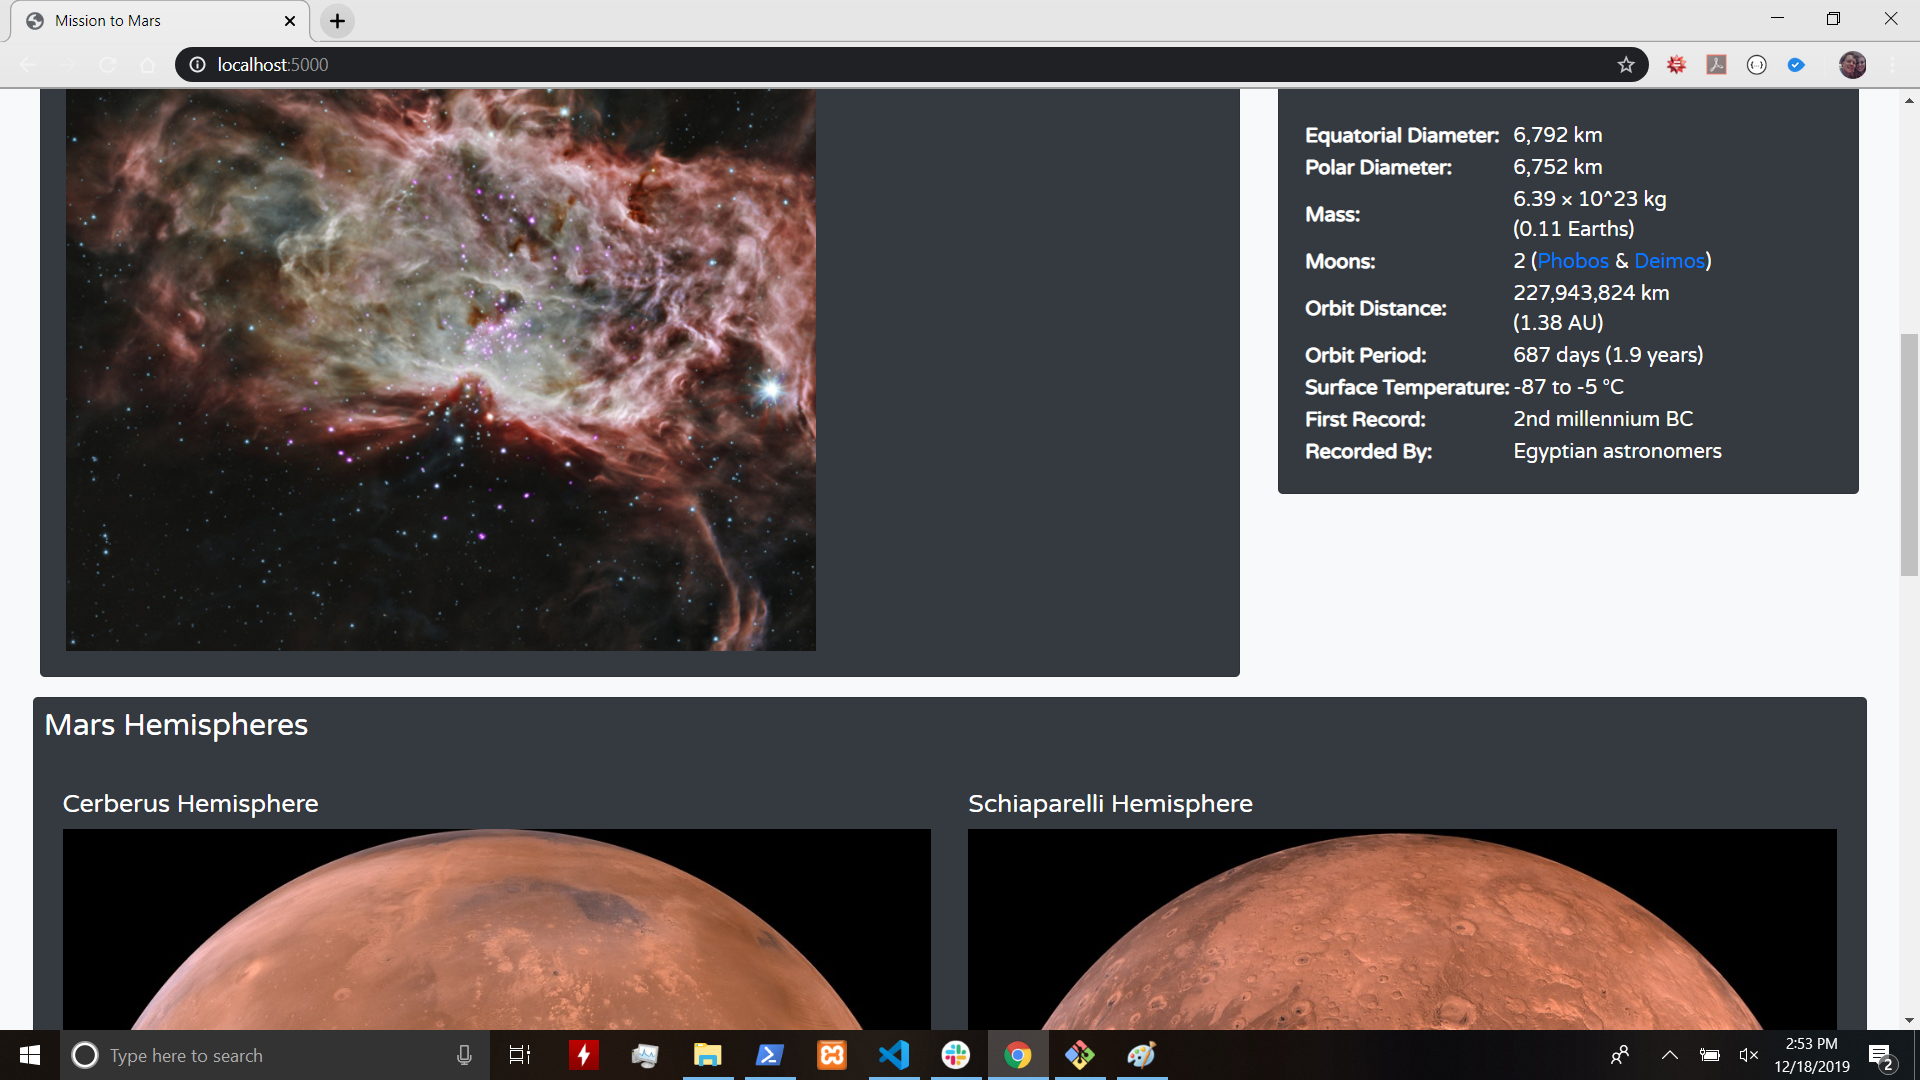 Mission to Mars
localhost:5000
Equatorial Diameter: 6,792 km
Polar Diameter: 6,752 km
Mass: 6.39 × 10^23 kg
(0.11 Earths)
Moons: 2 (Phobos & Deimos)
Orbit Distance: 227,943,824 km
(1.38 AU)
Orbit Period: 687 days (1.9 years)
Surface Temperature: -87 to -5 °C
First Record: 2nd millennium BC
Recorded By: Egyptian astronomers
Mars Hemispheres
Cerberus Hemisphere
Schiaparelli Hemisphere
Type here to search
2:53 PM
12/18/2019
2